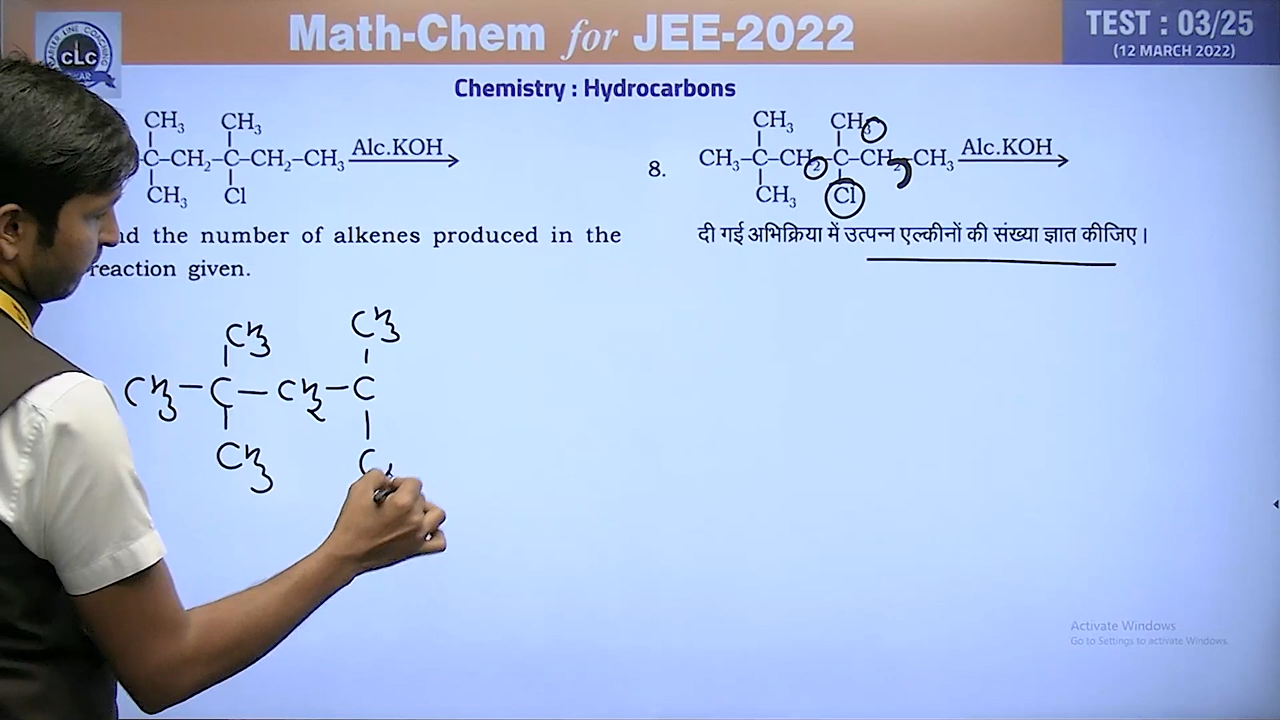 Math-Chem for JEE-2022
TEST : 03/25
(12 MARCH 2022)
CLC
Chemistry : Hydrocarbons
CH₃ CH₃
C–CH₂–C–CH₂–CH₃ Alc.KOH
CH₃ Cl
the number of alkenes produced in the
reaction given.
8.
CH₃ CH₃
CH₃–C–CH₂–C–CH₂–CH₃ Alc.KOH
CH₃ Cl
दी गई अभिक्रिया में उत्पन्न एल्कीनों की संख्या ज्ञात कीजिए।
CH₃ CH₃
CH₃–C–CH₂–C
CH₃
Activate Windows
Go to Settings to activate Windows.